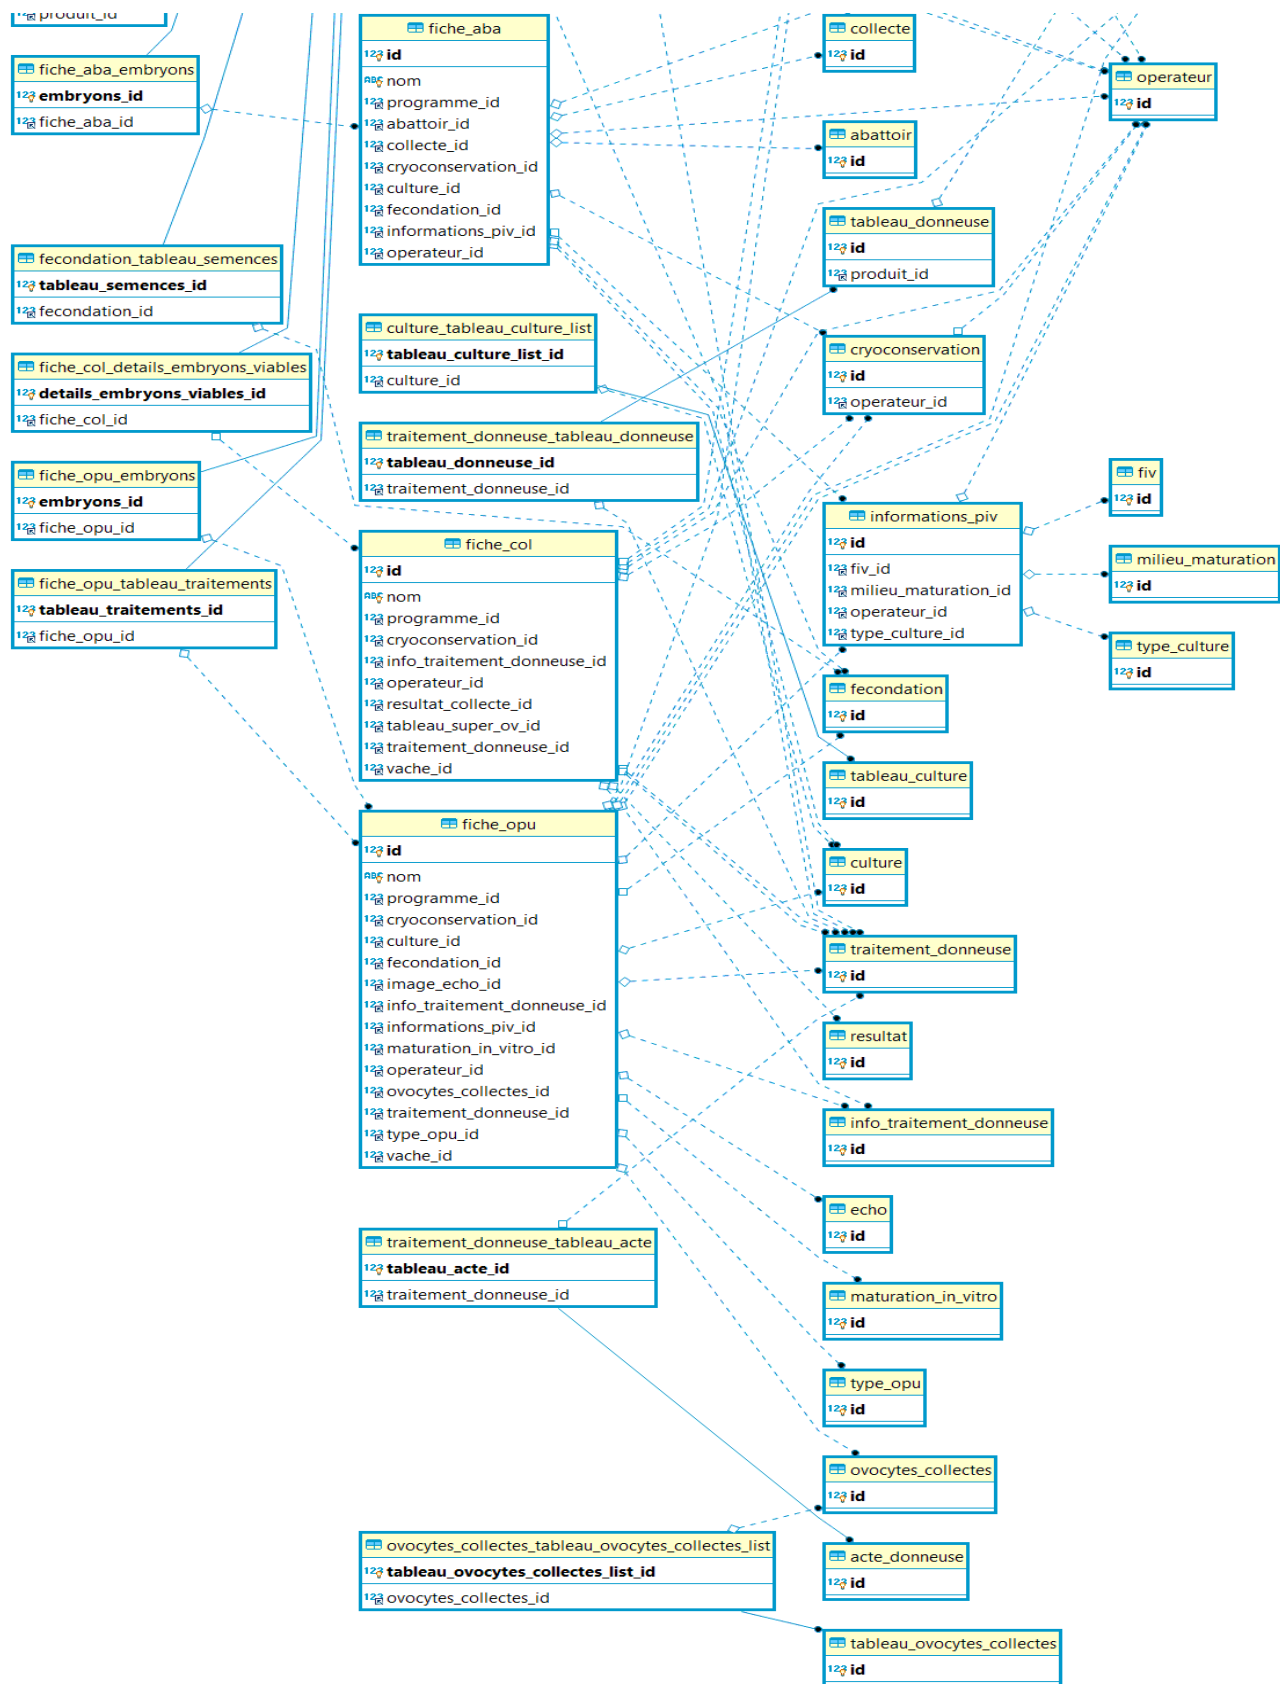 produit_id
fiche_aba_embryons
embryons_id
fiche_aba_id
fecondation_tableau_semences
tableau_semences_id
fecondation_id
fiche_col_details_embryons_viables
details_embryons_viables_id
fiche_col_id
fiche_opu_embryons
embryons_id
fiche_opu_id
fiche_opu_tableau_traitements
tableau_traitements_id
fiche_opu_id
fiche_aba
id
nom
programme_id
abattoir_id
collecte_id
cryoconservation_id
culture_id
fecondation_id
informations_piv_id
operateur_id
culture_tableau_culture_list
tableau_culture_list_id
culture_id
traitement_donneuse_tableau_donneuse
tableau_donneuse_id
traitement_donneuse_id
fiche_col
id
nom
programme_id
cryoconservation_id
info_traitement_donneuse_id
operateur_id
resultat_collecte_id
tableau_super_ov_id
traitement_donneuse_id
vache_id
fiche_opu
id
nom
programme_id
cryoconservation_id
culture_id
fecondation_id
image_echo_id
info_traitement_donneuse_id
informations_piv_id
maturation_in_vitro_id
operateur_id
ovocytes_collectes_id
traitement_donneuse_id
type_opu_id
vache_id
traitement_donneuse_tableau_acte
tableau_acte_id
traitement_donneuse_id
ovocytes_collectes_tableau_ovocytes_collectes_list
tableau_ovocytes_collectes_list_id
ovocytes_collectes_id
collecte
id
abattoir
id
tableau_donneuse
id
produit_id
cryoconservation
id
operateur_id
informations_piv
id
fiv_id
milieu_maturation_id
operateur_id
type_culture_id
fecondation
id
tableau_culture
id
culture
id
traitement_donneuse
id
resultat
id
info_traitement_donneuse
id
echo
id
maturation_in_vitro
id
type_opu
id
ovocytes_collectes
id
acte_donneuse
id
tableau_ovocytes_collectes
id
operateur
id
fiv
id
milieu_maturation
id
type_culture
id